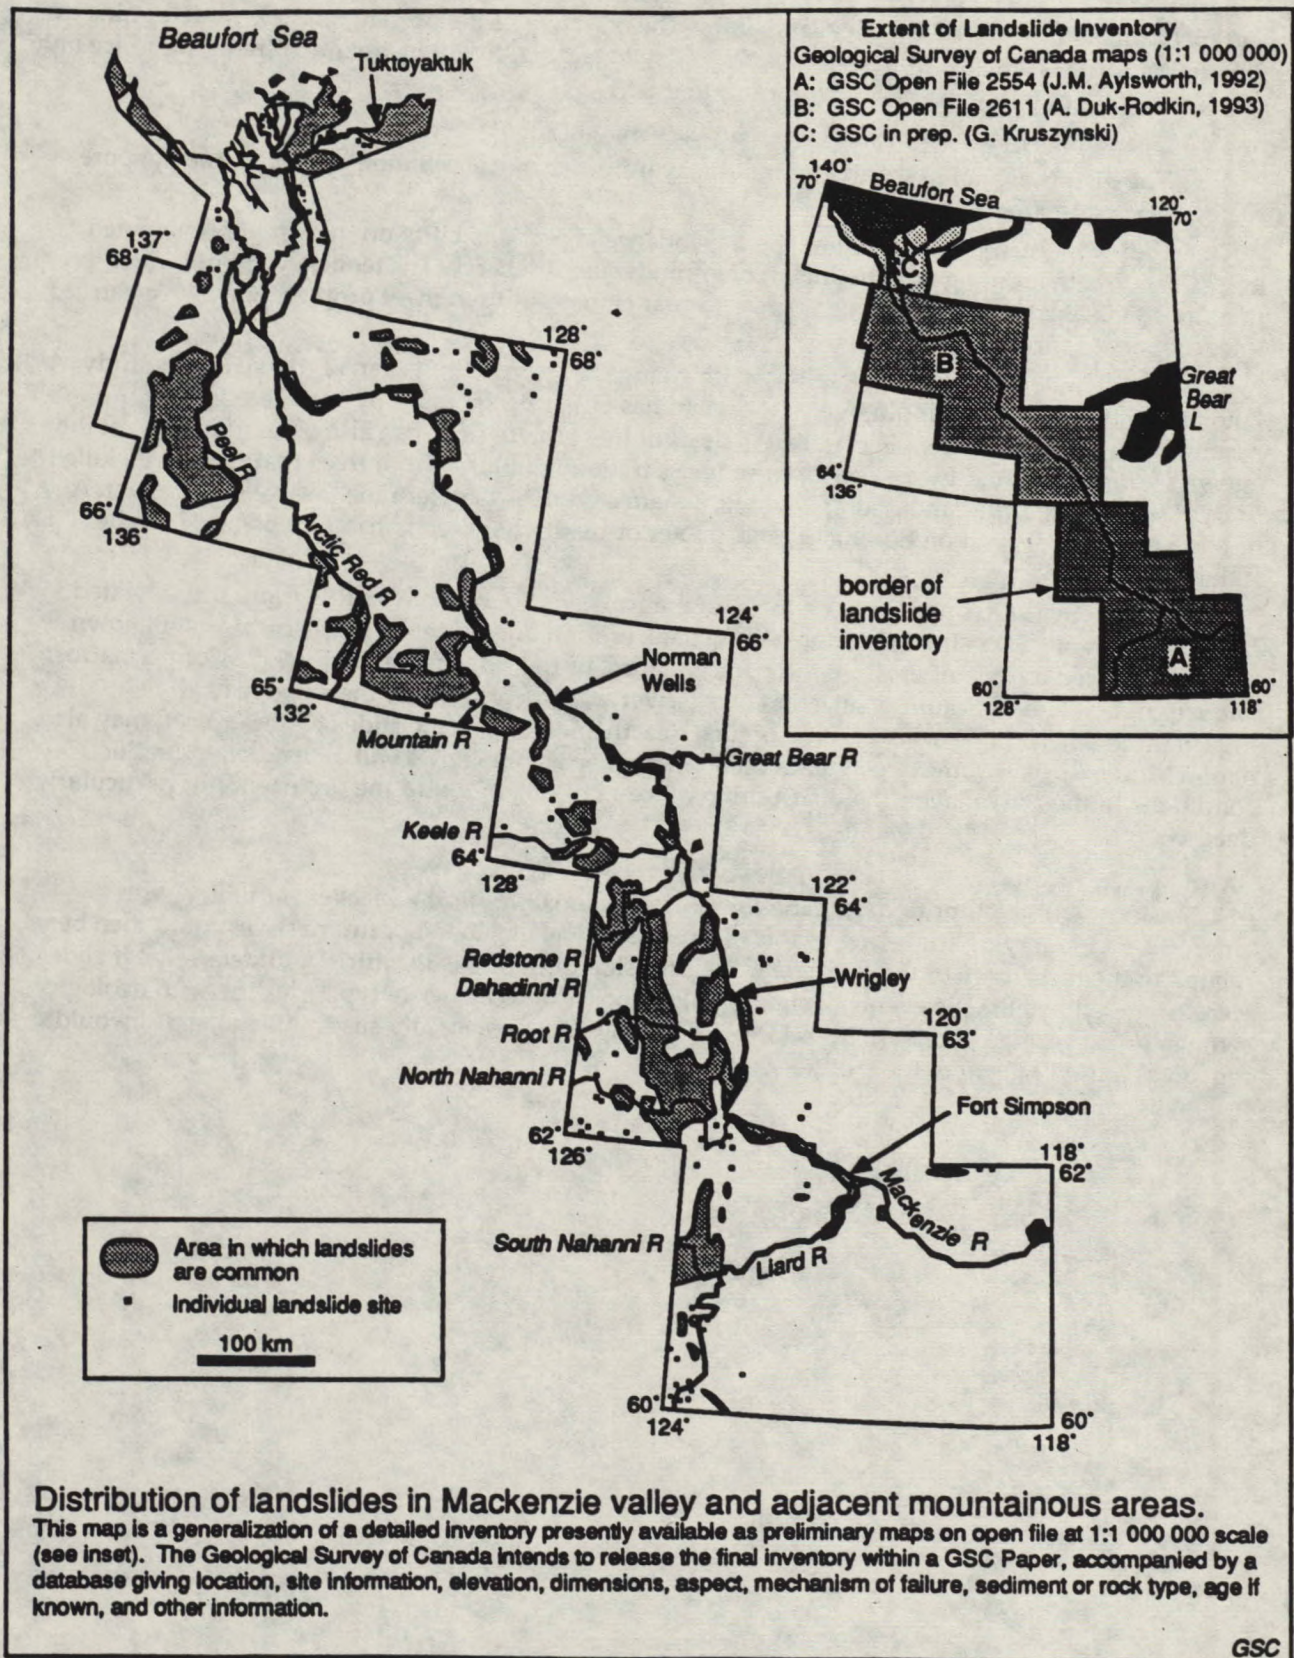 Beaufort Sea
Tuktoyaktuk
Extent of Landslide Inventory
Geological Survey of Canada maps (1:1 000 000)
A: GSC Open File 2554 (J.M. Aylsworth, 1992)
B: GSC Open File 2611 (A. Duk-Rodkin, 1993)
C: GSC in prep. (G. Kruszynski)
140°
70°
Beaufort Sea
120°
70°
C
B
Great
Bear
L
64°
136°
border of
landslide
inventory
A
60°
128°
60°
118°
137°
68°
128°
68°
Peel R
66°
136°
Arctic Red R
124°
66°
Norman
Wells
65°
132°
Mountain R
Great Bear R
Keele R
64°
128°
122°
64°
Redstone R
Wrigley
Dahadinni R
120°
63°
Root R
North Nahanni R
Fort Simpson
62°
126°
118°
62°
Mackenzie R
South Nahanni R
Liard R
Area in which landslides
are common
Individual landslide site
100 km
60°
124°
60°
118°
Distribution of landslides in Mackenzie valley and adjacent mountainous areas.
This map is a generalization of a detailed inventory presently available as preliminary maps on open file at 1:1 000 000 scale
(see inset). The Geological Survey of Canada intends to release the final inventory within a GSC Paper, accompanied by a
database giving location, site information, elevation, dimensions, aspect, mechanism of failure, sediment or rock type, age if
known, and other information.
GSC